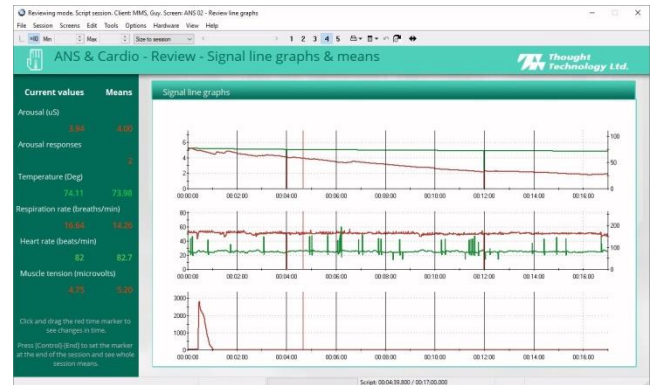 Reviewing mode. Script session. Client: MMS, Guy. Screen: ANS 02 - Review line graphs
File Session Screens Edit Tools Options Hardware View Help
Min Max Size to session 1 2 3 4 5
ANS & Cardio - Review - Signal line graphs & means
Thought
Technology Ltd.
Current values Means
Signal line graphs
Arousal (uS)
3.94 4.00
Arousal responses
2
Temperature (Deg)
74.11 73.98
Respiration rate (breaths/min)
16.64 14.26
Heart rate (beats/min)
82 82.7
Muscle tension (microvolts)
4.75 5.20
Click and drag the red time marker to
see changes in time.
Press [Control]-[End] to set the marker
at the end of the session and see whole
session means.
6
4
2
0
100
50
0
00:00:00 00:02:00 00:04:00 00:06:00 00:08:00 00:10:00 00:12:00 00:14:00 00:16:00
80
60
40
20
0
200
100
0
00:00:00 00:02:00 00:04:00 00:06:00 00:08:00 00:10:00 00:12:00 00:14:00 00:16:00
3000
2000
1000
0
00:00:00 00:02:00 00:04:00 00:06:00 00:08:00 00:10:00 00:12:00 00:14:00 00:16:00
Script: 00:04:39.800 / 00:17:00.000